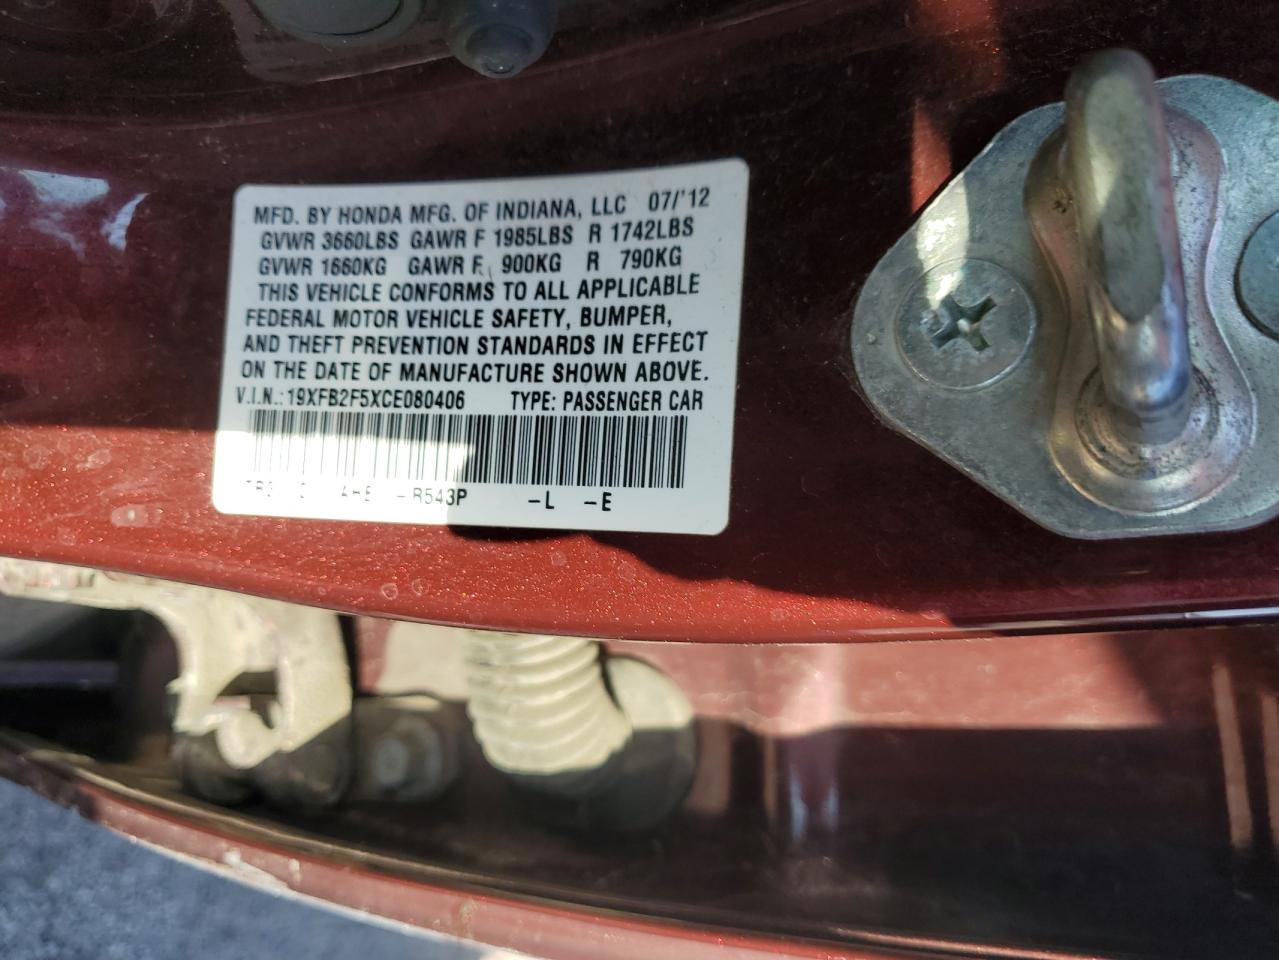 MFD. BY HONDA MFG. OF INDIANA, LLC 07/'12
GVWR 3660LBS GAWR F 1985LBS R 1742LBS
GVWR 1660KG GAWR F 900KG R 790KG
THIS VEHICLE CONFORMS TO ALL APPLICABLE
FEDERAL MOTOR VEHICLE SAFETY, BUMPER,
AND THEFT PREVENTION STANDARDS IN EFFECT
ON THE DATE OF MANUFACTURE SHOWN ABOVE.
V.I.N.: 19XFB2F5XCE080406 TYPE: PASSENGER CAR
-R543P -L -E